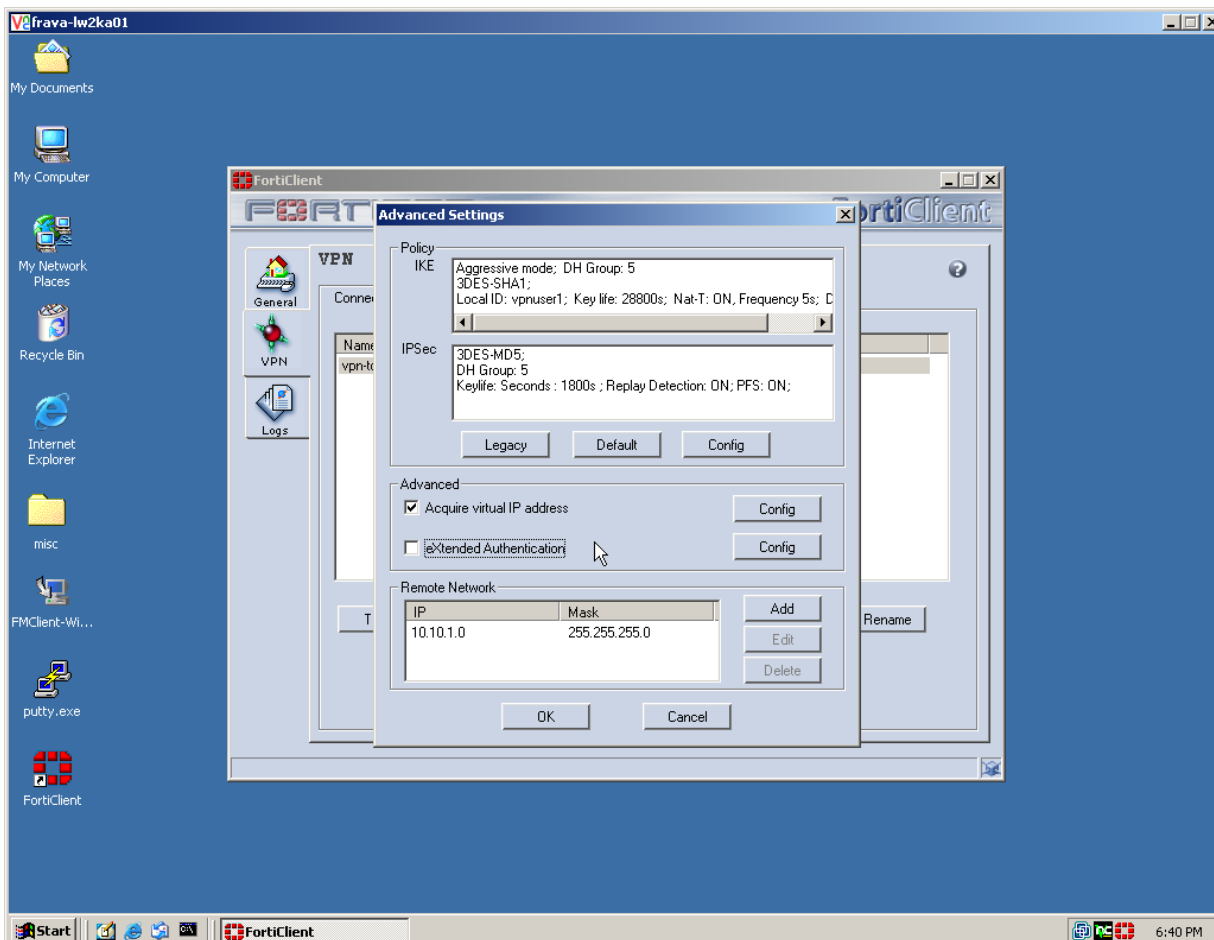 frava-lw2ka01
My Documents
My Computer
My Network
Places
Recycle Bin
Internet
Explorer
misc
FMClient-Wi...
putty.exe
FortiClient
FortiClient
FortiClient
VPN
General
VPN
Logs
Rename
Advanced Settings
Policy
IKE
Aggressive mode; DH Group: 5
3DES-SHA1;
Local ID: vpnuser1; Key life: 28800s; Nat-T: ON, Frequency 5s; D
IPSec
3DES-MD5;
DH Group: 5
Keylife: Seconds : 1800s ; Replay Detection: ON; PFS: ON;
Legacy Default Config
Advanced
Acquire virtual IP address Config
eXtended Authentication Config
Remote Network
IP Mask
10.10.1.0 255.255.255.0
Add
Edit
Delete
OK Cancel
Start
FortiClient
6:40 PM